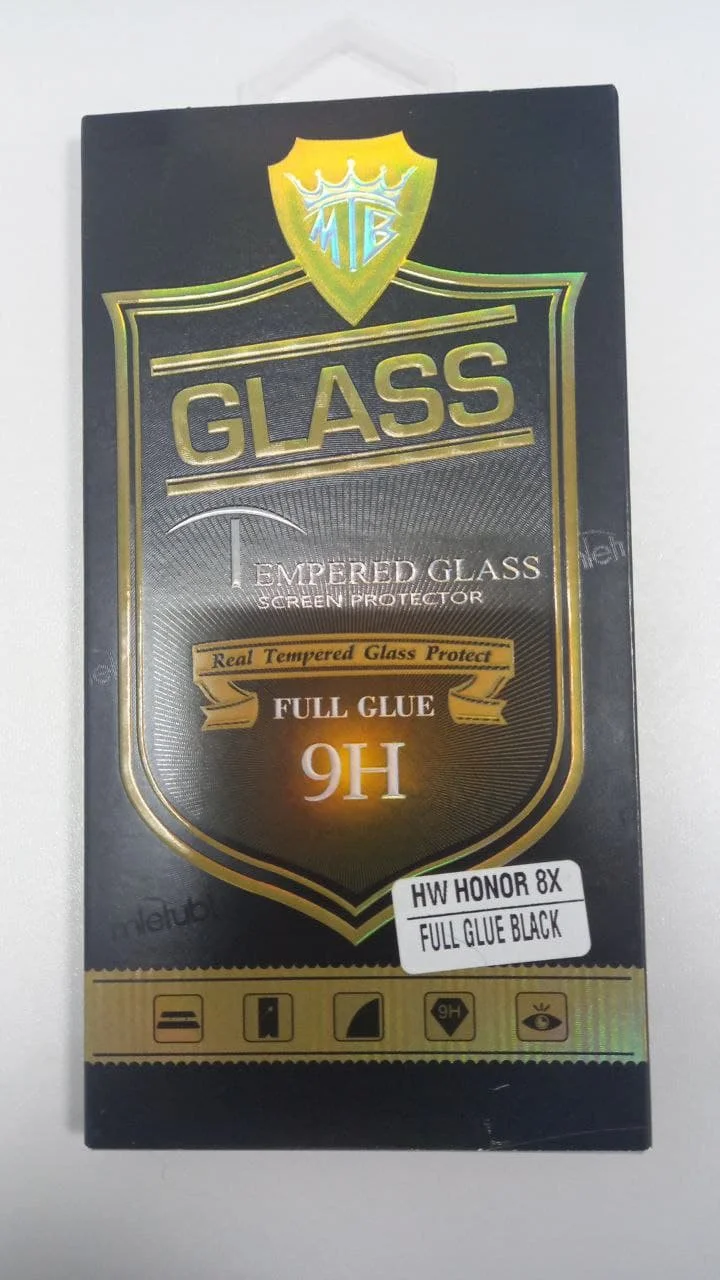 MTB
GLASS
TEMPERED GLASS
SCREEN PROTECTOR
Real Tempered Glass Protect
FULL GLUE
9H
HW HONOR 8X
FULL GLUE BLACK
9H